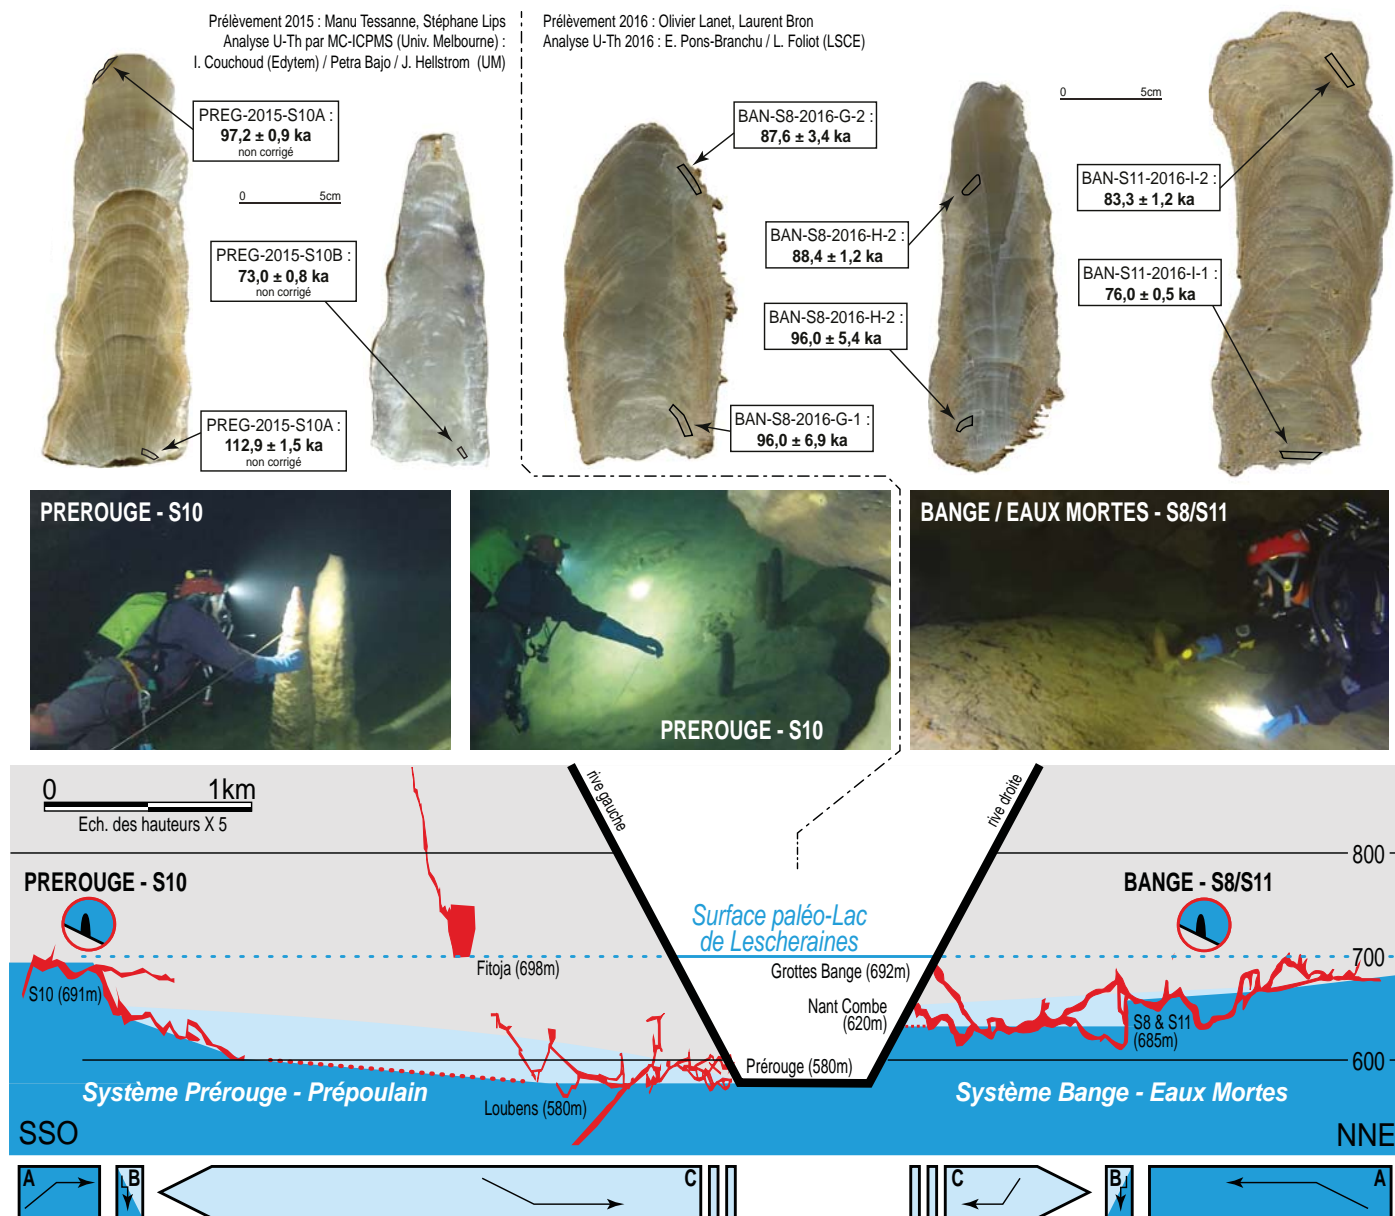 Prélèvement 2015 : Manu Tessanne, Stéphane Lips
Analyse U-Th par MC-ICPMS (Univ. Melbourne) :
I. Couchoud (Edytem) / Petra Bajo / J. Hellstrom (UM)
Prélèvement 2016 : Olivier Lanet, Laurent Bron
Analyse U-Th 2016 : E. Pons-Branchu / L. Foliot (LSCE)
PREG-2015-S10A :
97,2 ± 0,9 ka
non corrigé
0 5cm
PREG-2015-S10B :
73,0 ± 0,8 ka
non corrigé
PREG-2015-S10A :
112,9 ± 1,5 ka
non corrigé
BAN-S8-2016-G-2 :
87,6 ± 3,4 ka
0 5cm
BAN-S11-2016-I-2 :
83,3 ± 1,2 ka
BAN-S8-2016-H-2 :
88,4 ± 1,2 ka
BAN-S11-2016-I-1 :
76,0 ± 0,5 ka
BAN-S8-2016-H-2 :
96,0 ± 5,4 ka
BAN-S8-2016-G-1 :
96,0 ± 6,9 ka
PREROUGE - S10
PREROUGE - S10
BANGE / EAUX MORTES - S8/S11
0 1km
Ech. des hauteurs X 5
rive gauche
rive droite
800
PREROUGE - S10
BANGE - S8/S11
Surface paléo-Lac
de Lescheraines
700
Fitoja (698m)
Grottes Bange (692m)
S10 (691m)
Nant Combe
(620m)
S8 & S11
(685m)
Prérouge (580m)
600
Système Prérouge - Prépoulain
Loubens (580m)
Système Bange - Eaux Mortes
SSO
NNE
A
B
C
C
B
A